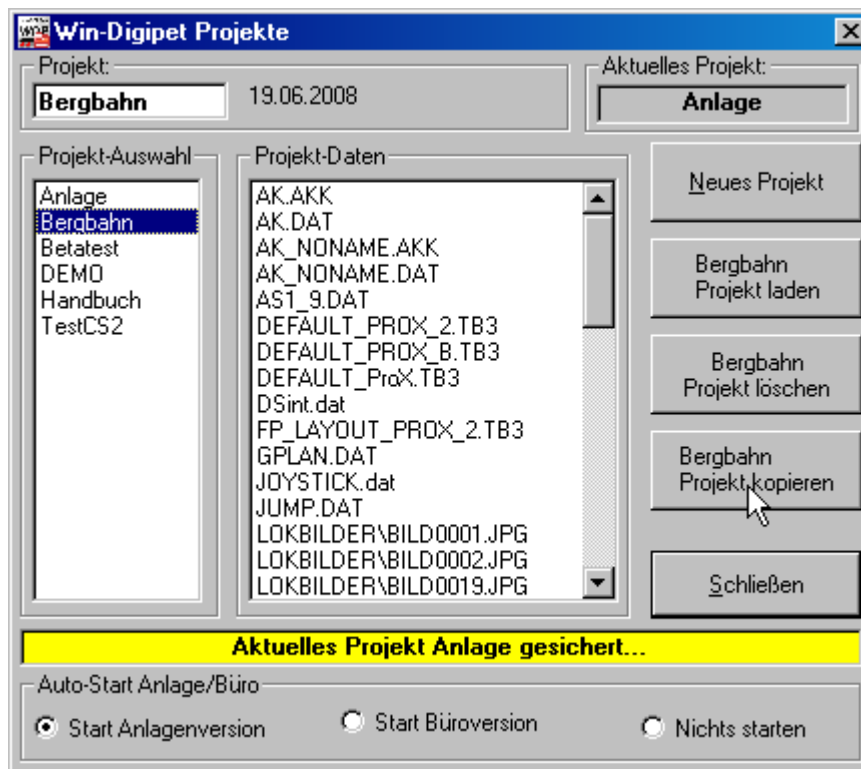 Win-Digipet Projekte
Projekt:
Bergbahn
19.06.2008
Aktuelles Projekt:
Anlage
Projekt-Auswahl
Anlage
Bergbahn
Betatest
DEMO
Handbuch
TestCS2
Projekt-Daten
AK.AKK
AK.DAT
AK_NONAME.AKK
AK_NONAME.DAT
AS1_9.DAT
DEFAULT_PROX_2.TB3
DEFAULT_PROX_B.TB3
DEFAULT_ProX.TB3
DSint.dat
FP_LAYOUT_PROX_2.TB3
GPLAN.DAT
JOYSTICK.dat
JUMP.DAT
LOKBILDER\BILD0001.JPG
LOKBILDER\BILD0002.JPG
LOKBILDER\BILD0019.JPG
Neues Projekt
Bergbahn
Projekt laden
Bergbahn
Projekt löschen
Bergbahn
Projekt kopieren
Schließen
Aktuelles Projekt Anlage gesichert...
Auto-Start Anlage/Büro
Start Anlagenversion
Start Büroversion
Nichts starten